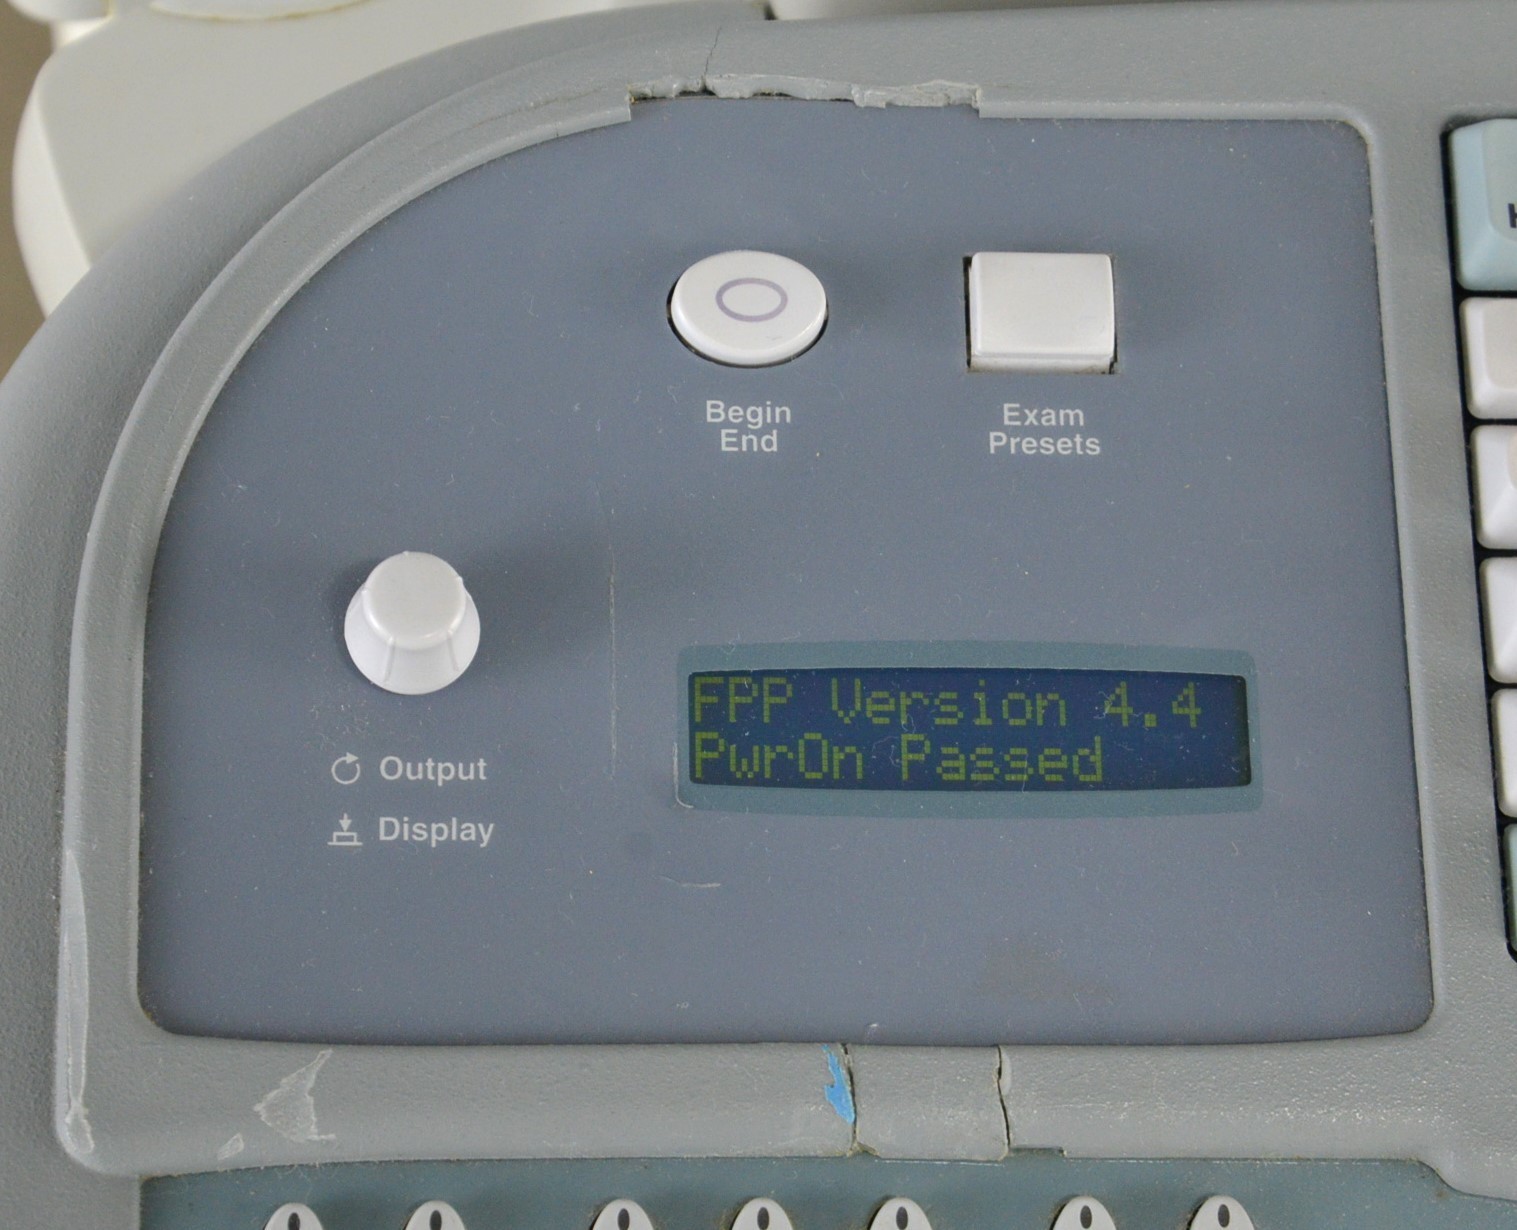 Begin
End
Exam
Presets
FPP Version 4.4
PwrOn Passed
Output
Display